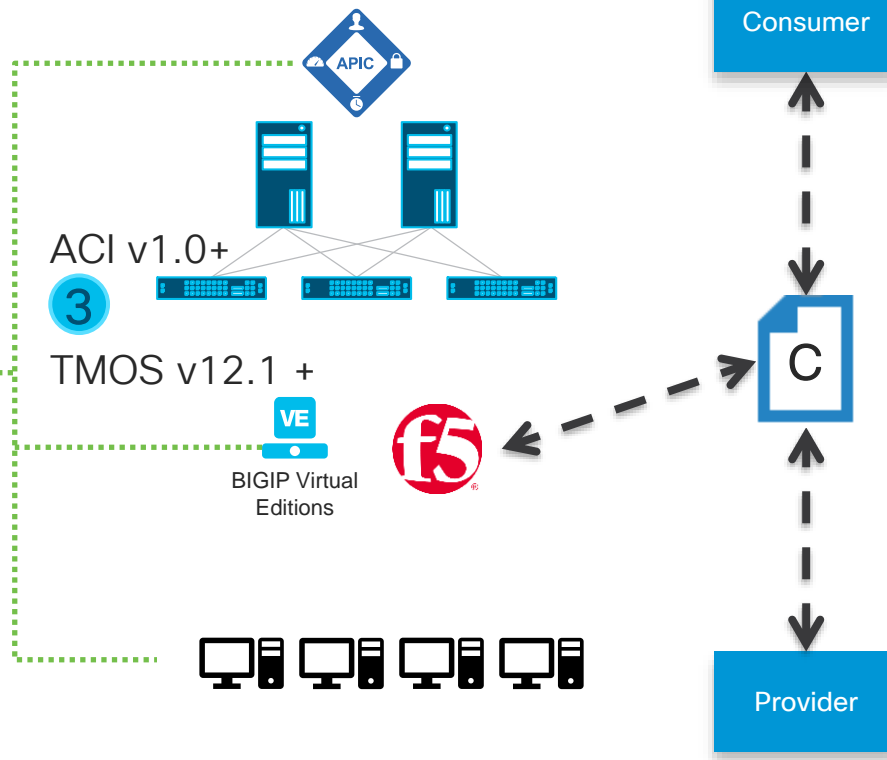 Consumer
APIC
ACI v1.0+
3
TMOS v12.1 +
C
VE
f5
®
BIGIP Virtual
Editions
Provider